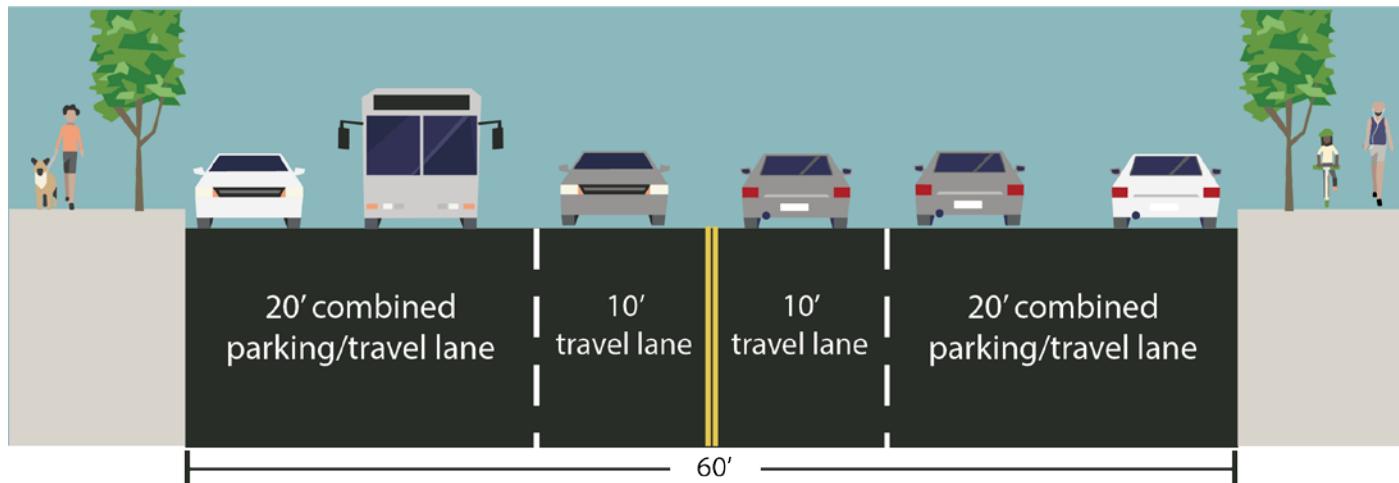 20’ combined
parking/travel lane
10’
travel lane
10’
travel lane
20’ combined
parking/travel lane
60’